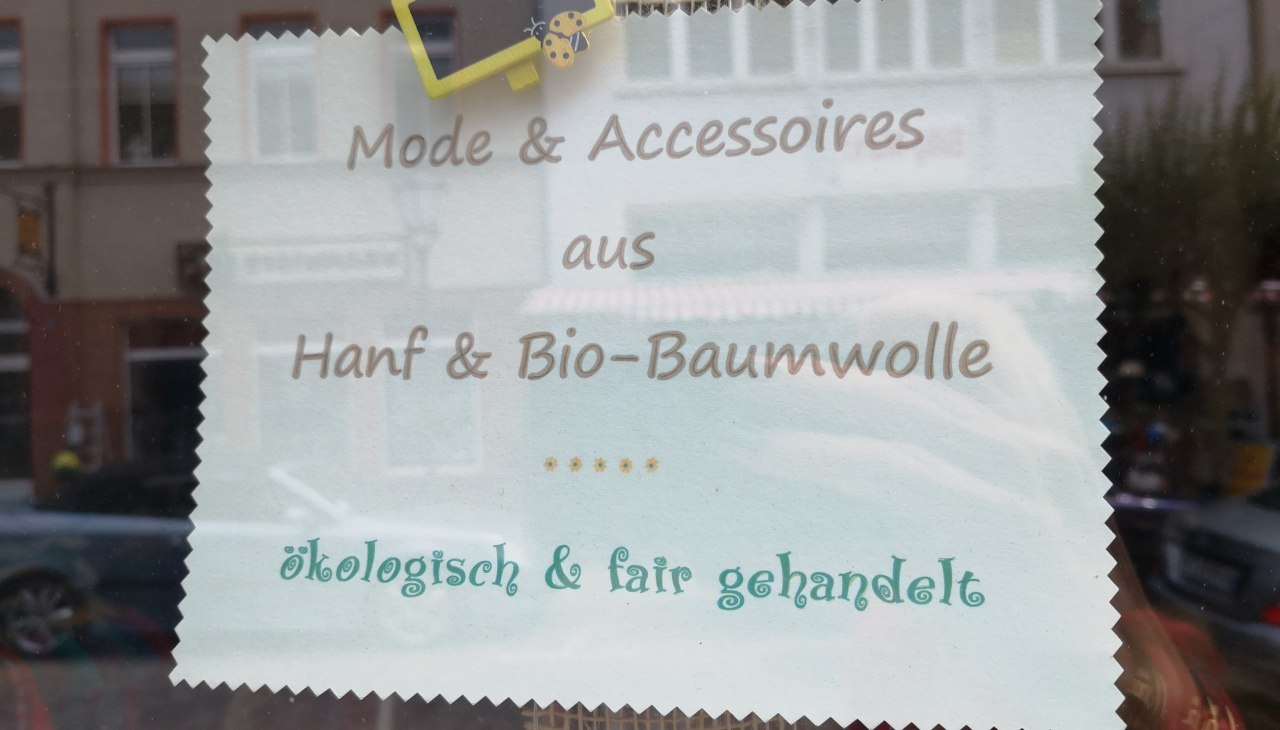 Mode & Accessoires
aus
Hanf & Bio-Baumwolle
ökologisch & fair gehandelt